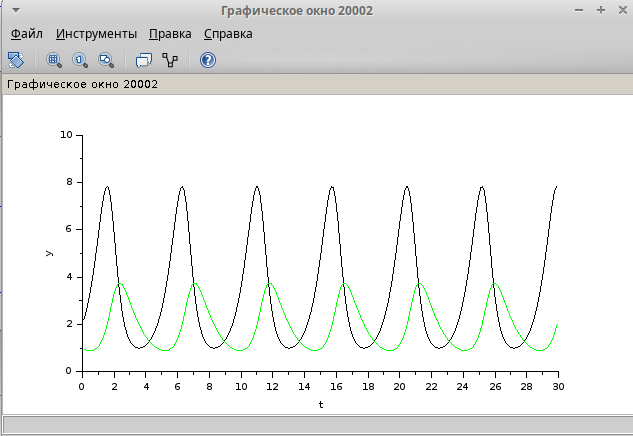 Графическое окно 20002
Файл Инструменты Правка Справка
Графическое окно 20002
10
8
6
4
2
0
y
0 2 4 6 8 10 12 14 16 18 20 22 24 26 28 30
t